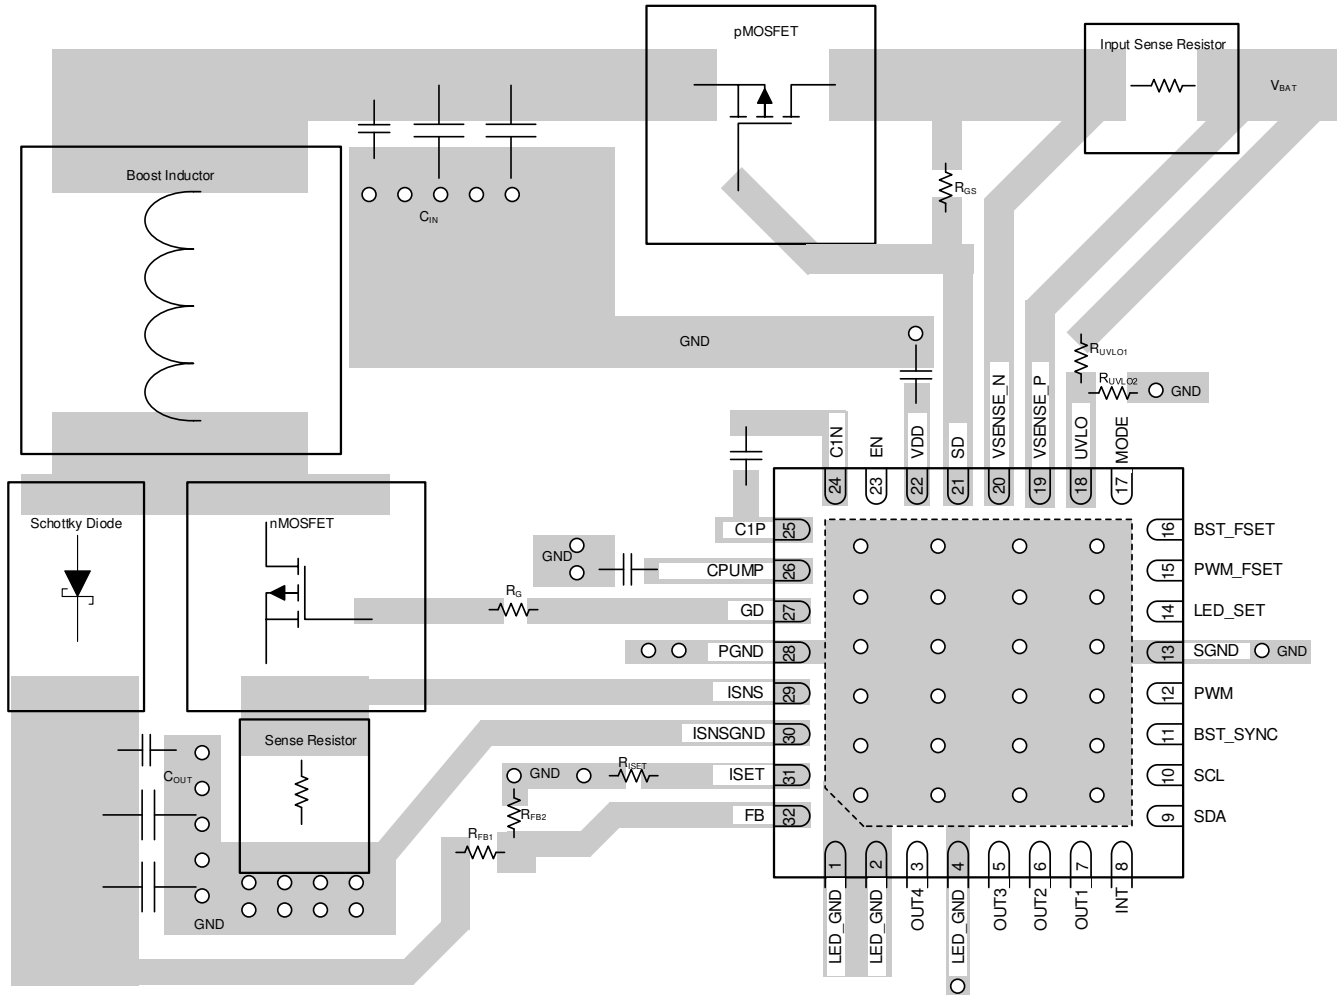 pMOSFET
Input Sense Resistor
VBAT
Boost Inductor
RGS
CIN
GND
RUVLO1
RUVLO2
GND
C1N
EN
VDD
SD
VSENSE_N
VSENSE_P
UVLO
MODE
24
23
22
21
20
19
18
17
Schottky Diode
nMOSFET
C1P
25
16
BST_FSET
GND
CPUMP
26
15
PWM_FSET
RG
GD
27
14
LED_SET
PGND
28
13
SGND
GND
ISNS
29
12
PWM
Sense Resistor
ISNSGND
30
11
BST_SYNC
COUT
GND
RISET
ISET
31
10
SCL
RFB2
FB
32
9
SDA
RFB1
1
2
3
4
5
6
7
8
LED_GND
LED_GND
OUT4
LED_GND
OUT3
OUT2
OUT1
INT
GND